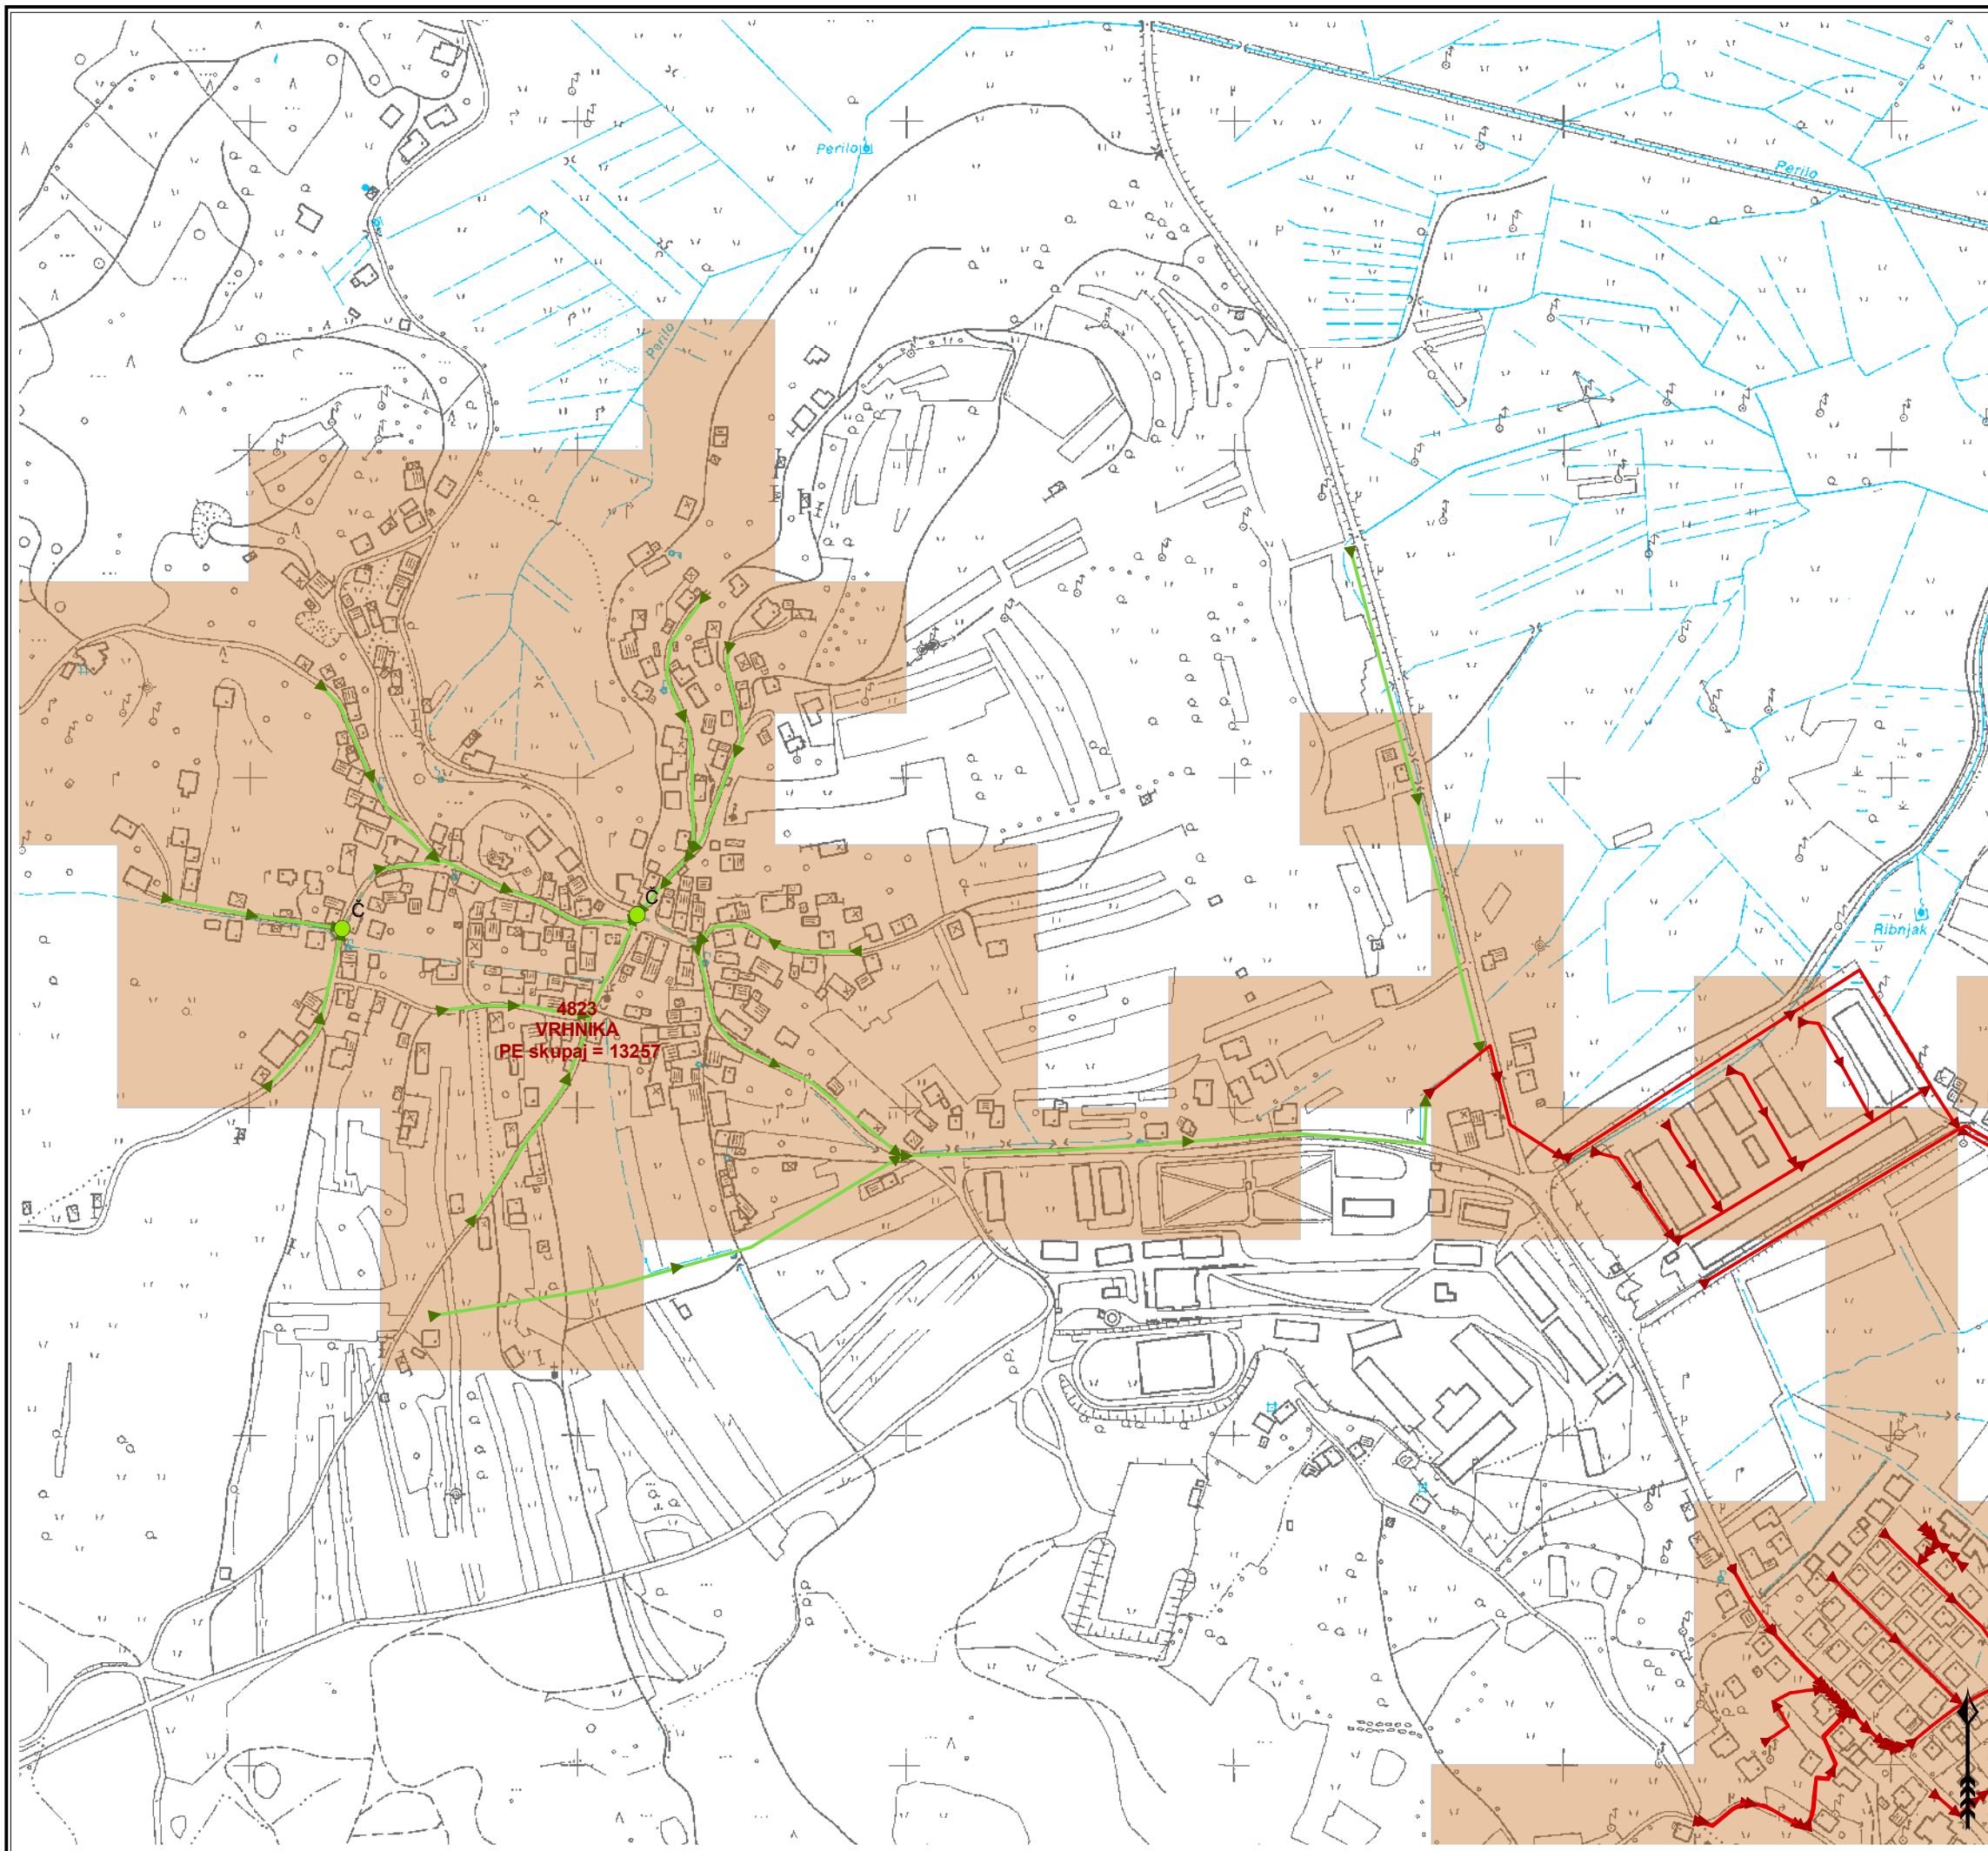 Perilo
Perilo
Perilo
Č
Č
Ribnjak
4823
VRHNIKA
PE skupaj = 13257